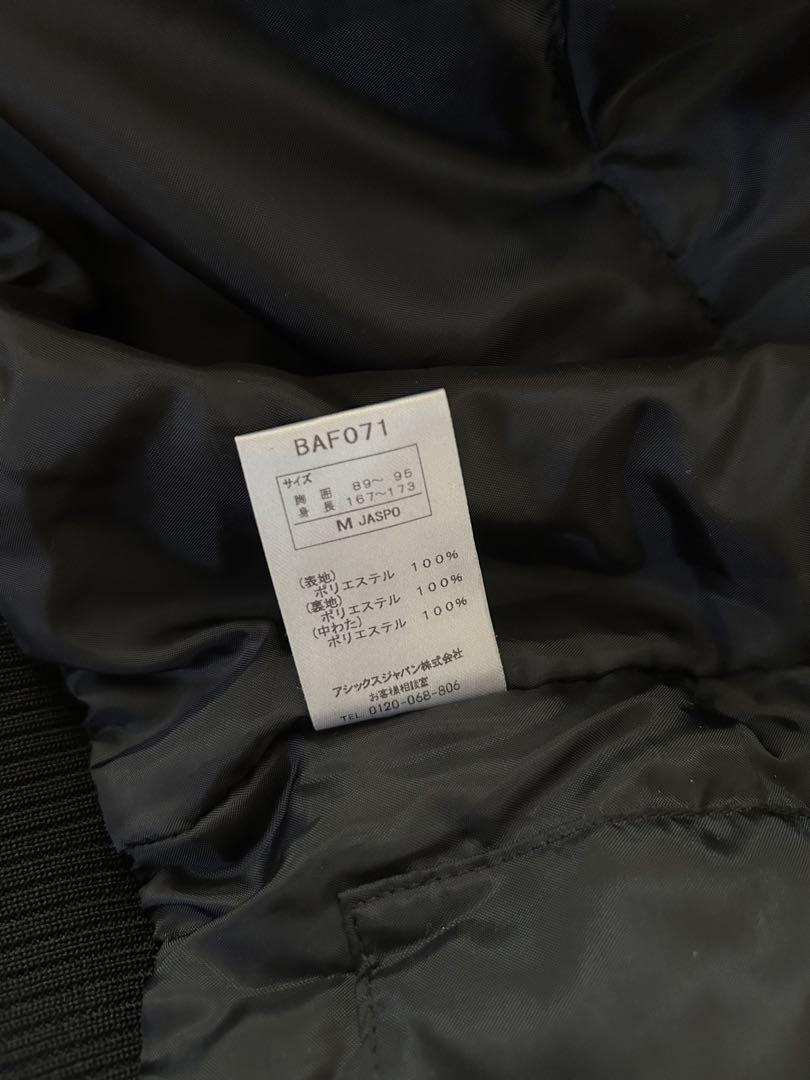 BAF071
サイズ
胸囲 89～95
身長 167～173
M JASPO
(表地)
ポリエステル 100%
(裏地)
ポリエステル 100%
(中わた)
ポリエステル 100%
アシックスジャパン株式会社
お客様相談室
TEL 0120-068-806